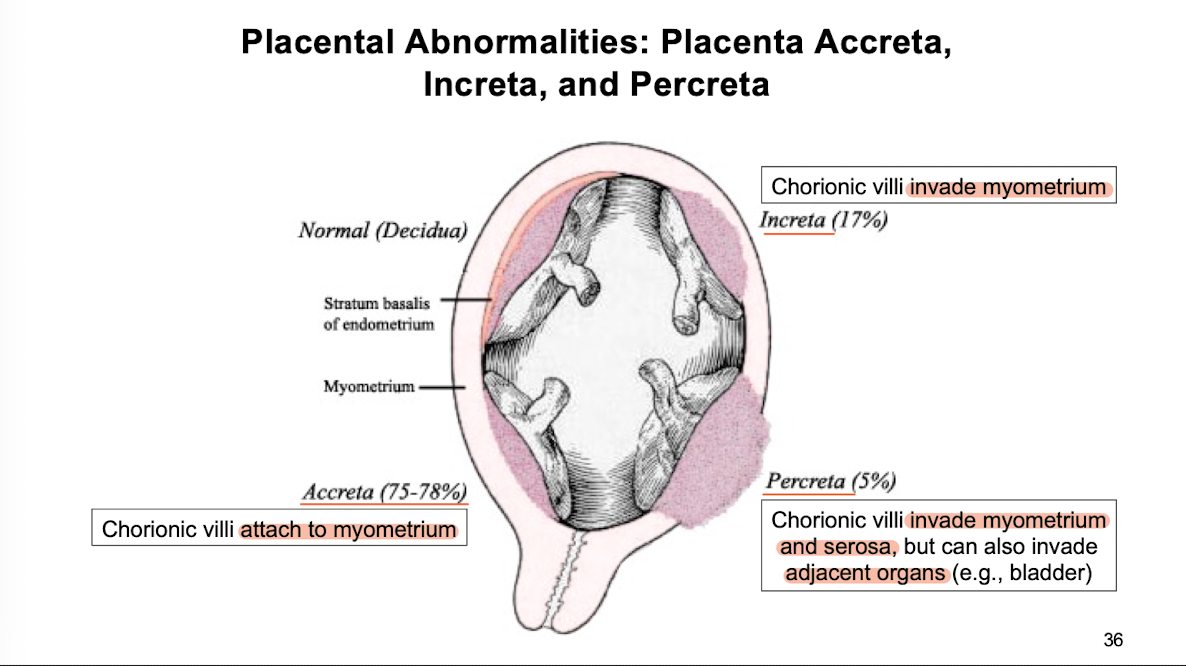 Placental Abnormalities: Placenta Accreta,
Increta, and Percreta
Chorionic villi invade myometrium
Increta (17%)
Normal (Decidua)
Stratum basalis
of endometrium
Myometrium
Accreta (75-78%)
Chorionic villi attach to myometrium
Percreta (5%)
Chorionic villi invade myometrium
and serosa, but can also invade
adjacent organs (e.g., bladder)
36